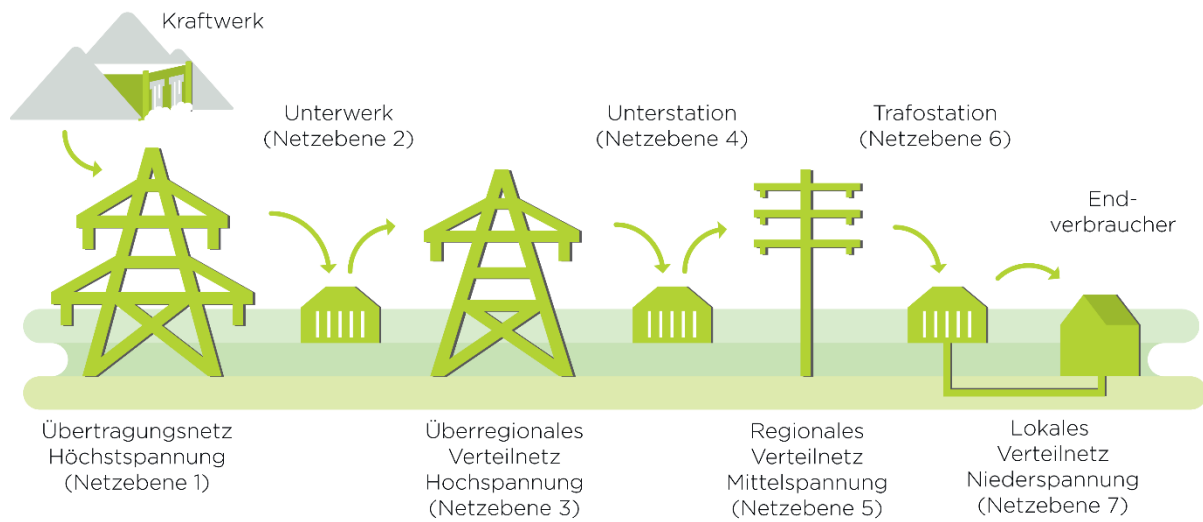 Kraftwerk
Unterwerk
(Netzebene 2)
Unterstation
(Netzebene 4)
Trafostation
(Netzebene 6)
End-
verbraucher
Übertragungsnetz
Höchstspannung
(Netzebene 1)
Überregionales
Verteilnetz
Hochspannung
(Netzebene 3)
Regionales
Verteilnetz
Mittelspannung
(Netzebene 5)
Lokales
Verteilnetz
Niederspannung
(Netzebene 7)